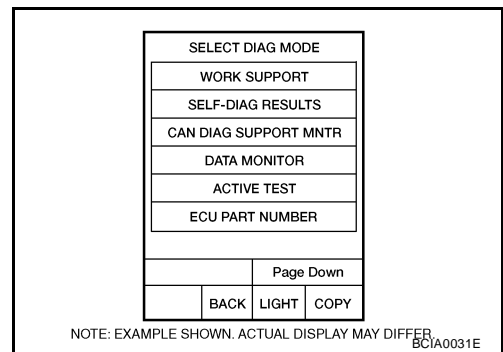 SELECT DIAG MODE
WORK SUPPORT
SELF-DIAG RESULTS
CAN DIAG SUPPORT MNTR
DATA MONITOR
ACTIVE TEST
ECU PART NUMBER
Page Down
BACK LIGHT COPY
NOTE: EXAMPLE SHOWN. ACTUAL DISPLAY MAY DIFFER.
BCIA0031E